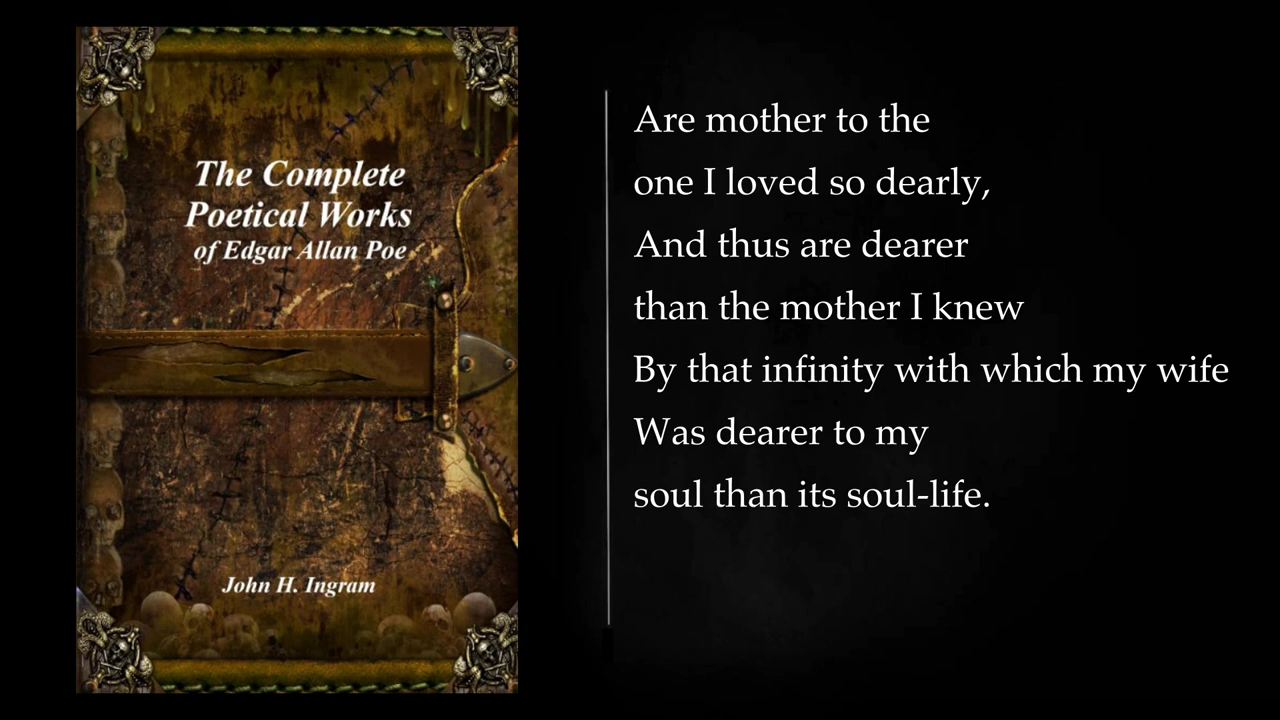 The Complete
Poetical Works
of Edgar Allan Poe
John H. Ingram
Are mother to the
one I loved so dearly,
And thus are dearer
than the mother I knew
By that infinity with which my wife
Was dearer to my
soul than its soul-life.